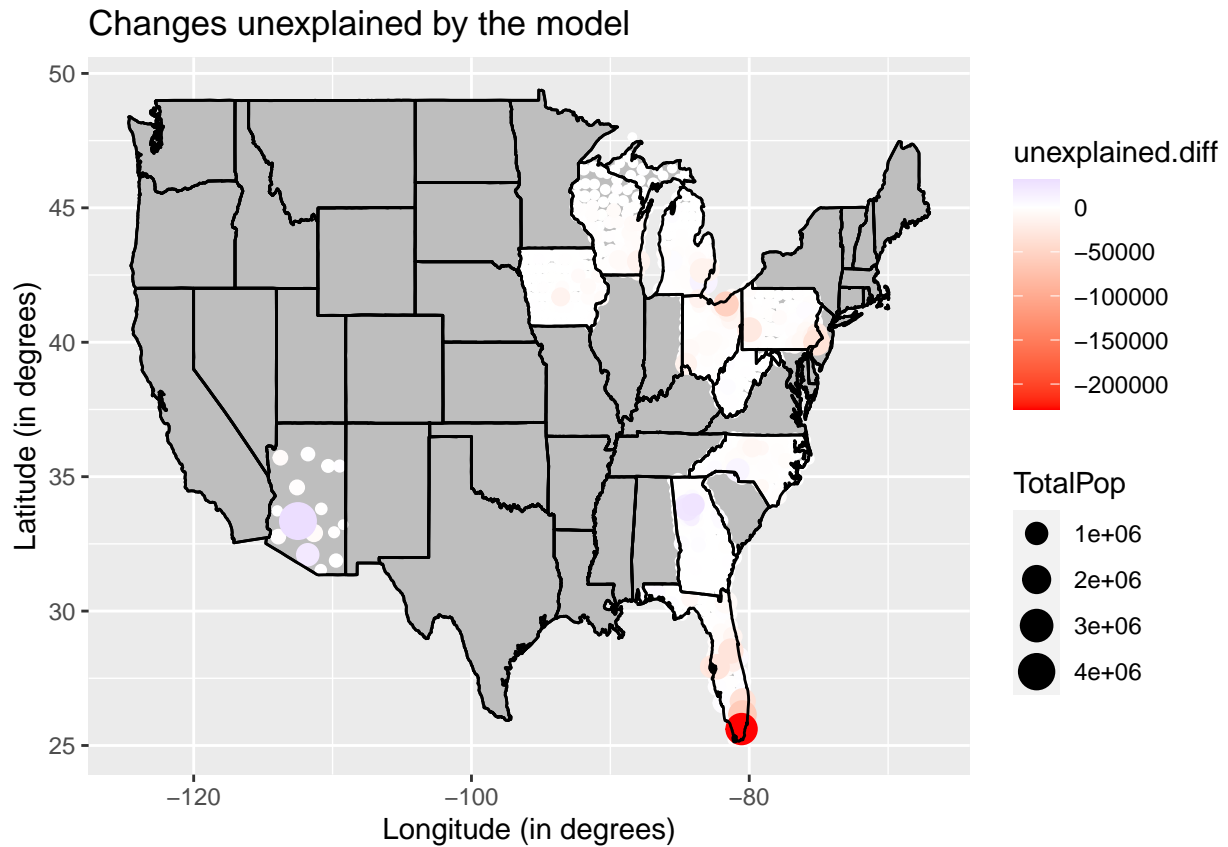 Changes unexplained by the model
50
45
40
35
30
25
Latitude (in degrees)
−120
−100
−80
Longitude (in degrees)
unexplained.diff
0
−50000
−100000
−150000
−200000
TotalPop
1e+06
2e+06
3e+06
4e+06